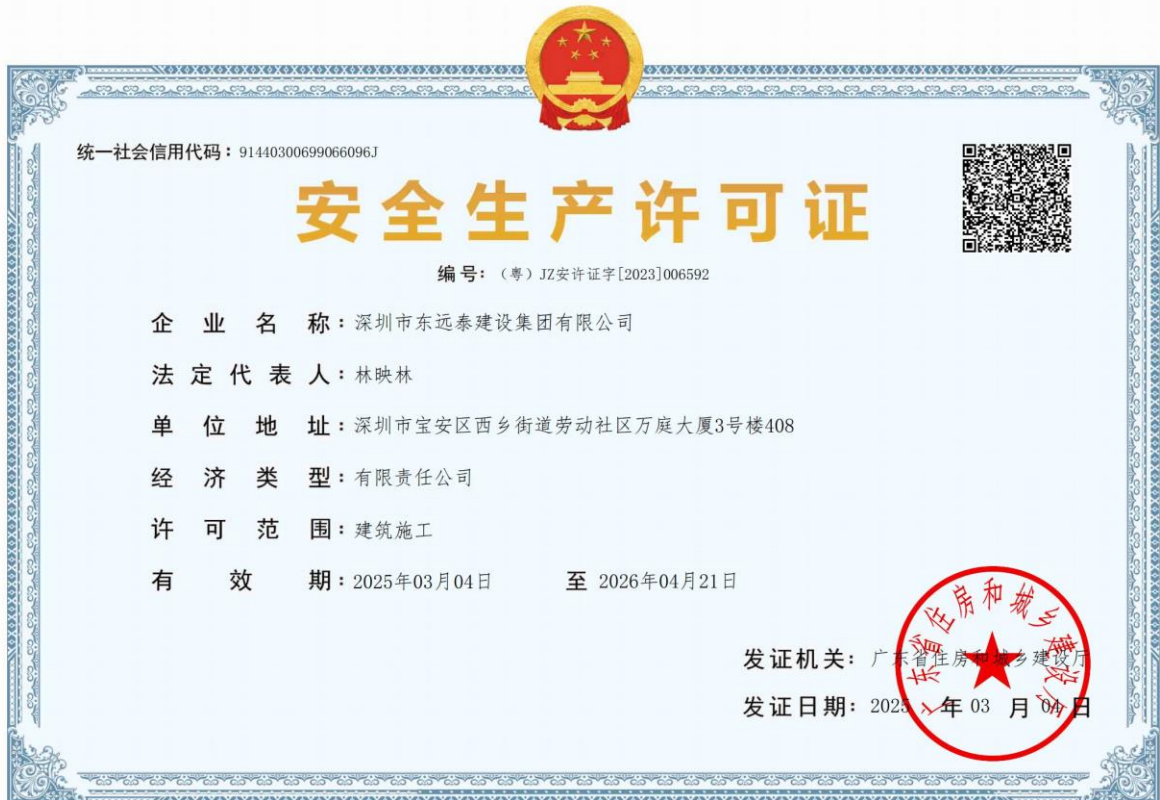 统一社会信用代码：91440300699066096J
安全生产许可证
编号：（粤）JZ安许证字[2023]006592
企业名称：深圳市东远泰建设集团有限公司
法定代表人：林映林
单位地址：深圳市宝安区西乡街道劳动社区万庭大厦3号楼408
经济类型：有限责任公司
许可范围：建筑施工
有效期：2025年03月04日 至 2026年04月21日
发证机关：广东省住房和城乡建设厅
发证日期：2025年03月04日
广东省住房和城乡建设厅